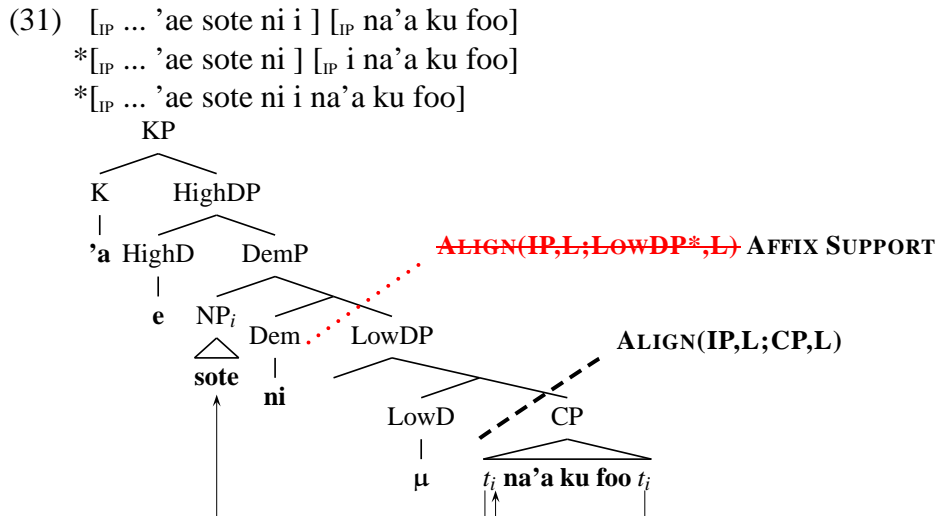 (31) [IP ... 'ae sote ni i ] [IP na'a ku foo]
*[IP ... 'ae sote ni ] [IP i na'a ku foo]
*[IP ... 'ae sote ni i na'a ku foo]
KP
K HighDP
'a HighD DemP ALIGN(IP,L;LOWDP*,L) AFFIX SUPPORT
e NPi Dem LowDP ALIGN(IP,L;CP,L)
sote ni
LowD CP
μ ti na'a ku foo ti